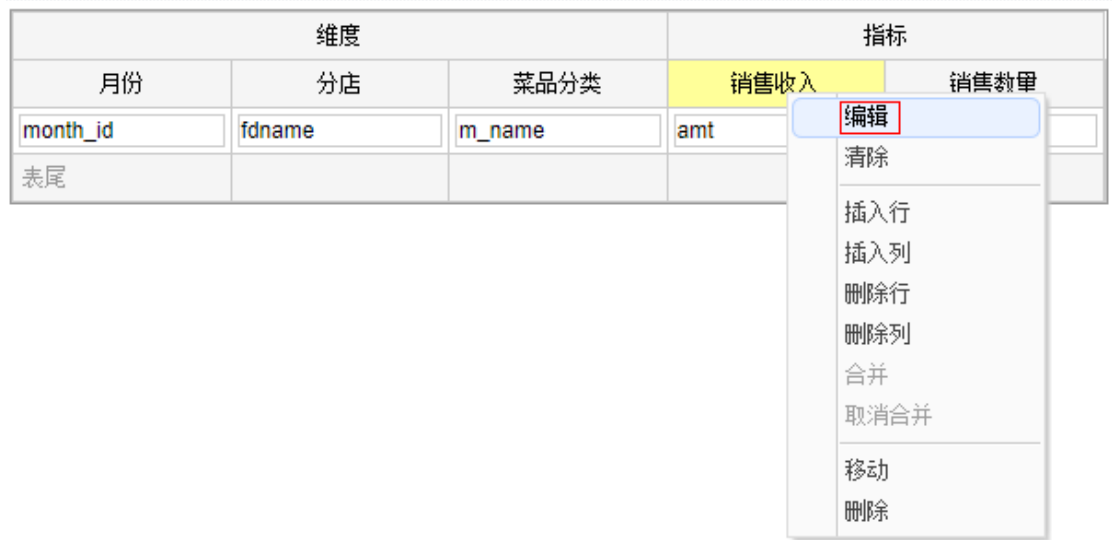 维度 指标
月份 分店 菜品分类 销售收入 销售数量
month_id fdname m_name amt
表尾
编辑
清除
插入行
插入列
删除行
删除列
合并
取消合并
移动
删除